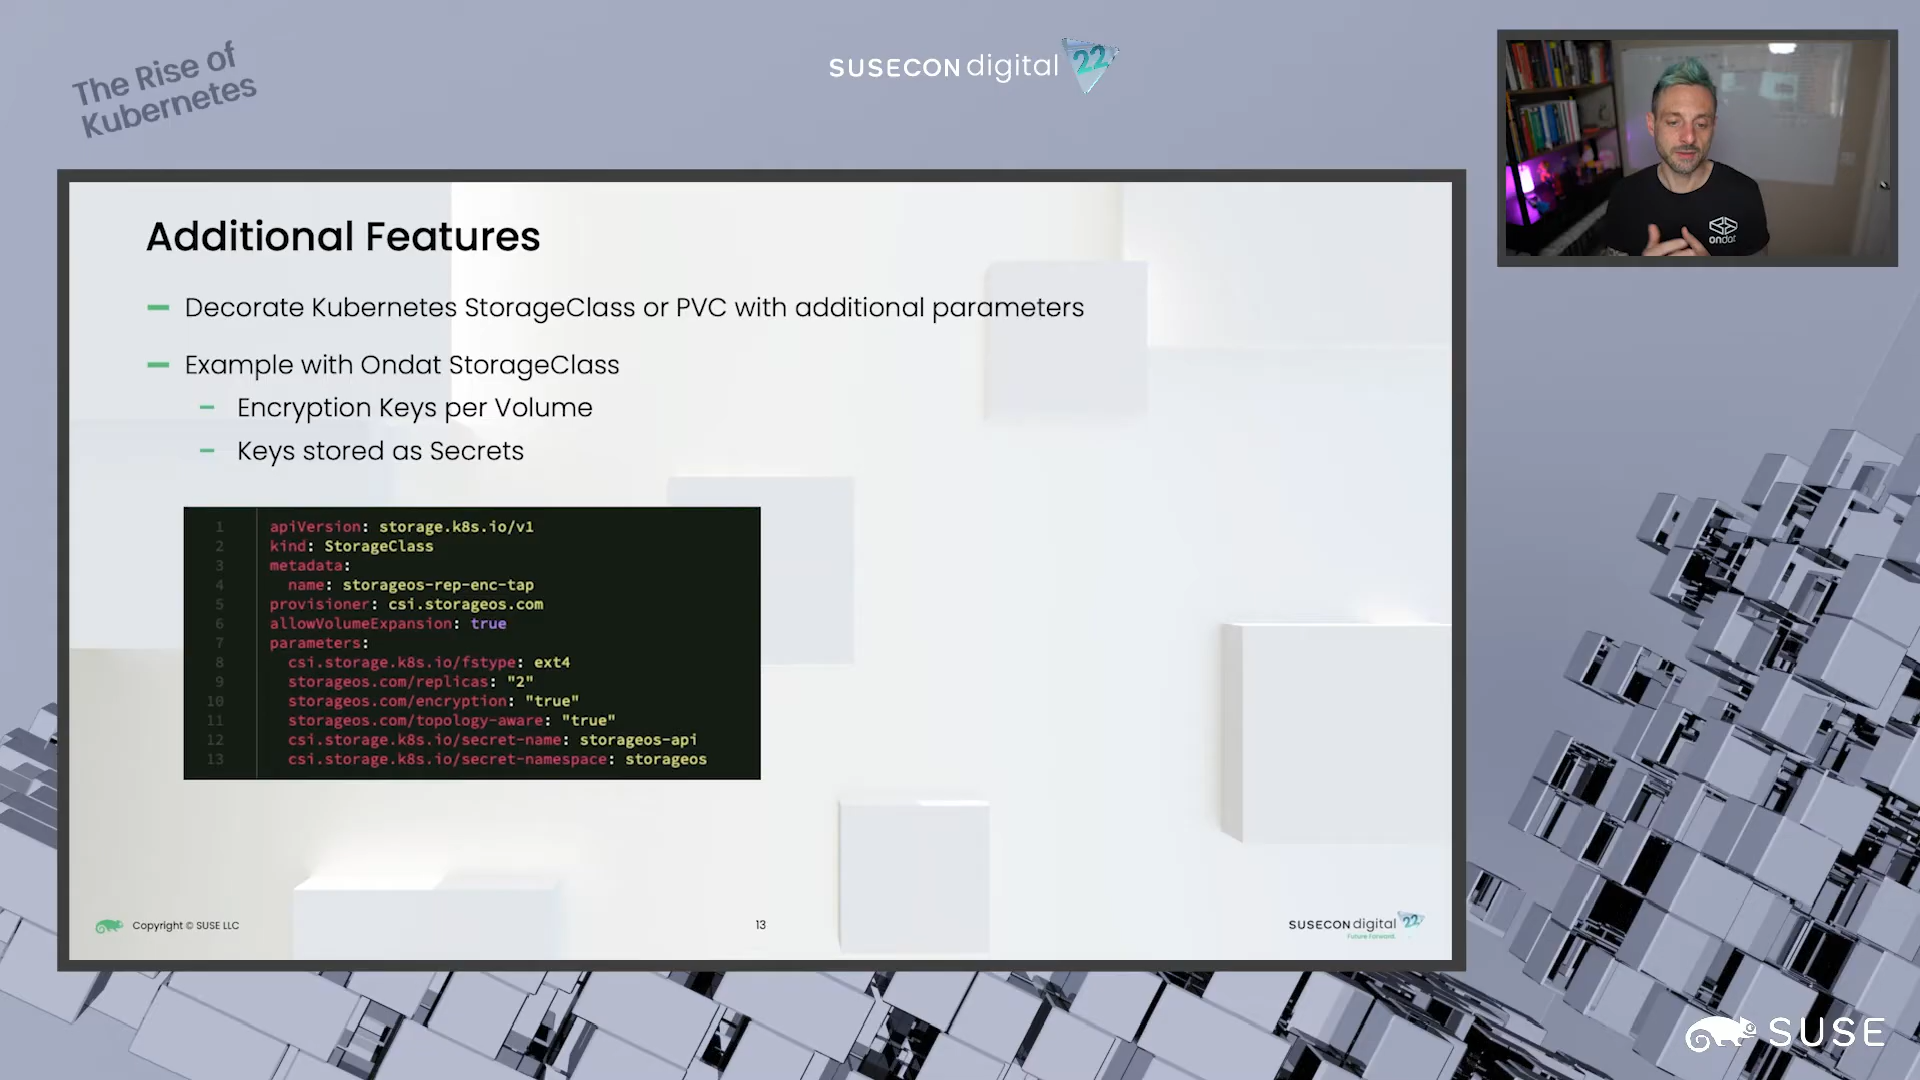 The Rise of
Kubernetes
SUSECON digital 22
ondat
Additional Features
Decorate Kubernetes StorageClass or PVC with additional parameters
Example with Ondat StorageClass
Encryption Keys per Volume
Keys stored as Secrets
1 apiVersion: storage.k8s.io/v1
2 kind: StorageClass
3 metadata:
4 name: storageos-rep-enc-tap
5 provisioner: csi.storageos.com
6 allowVolumeExpansion: true
7 parameters:
8 csi.storage.k8s.io/fstype: ext4
9 storageos.com/replicas: "2"
10 storageos.com/encryption: "true"
11 storageos.com/topology-aware: "true"
12 csi.storage.k8s.io/secret-name: storageos-api
13 csi.storage.k8s.io/secret-namespace: storageos
Copyright © SUSE LLC
13
SUSECON digital 22
Future Forward.
SUSE